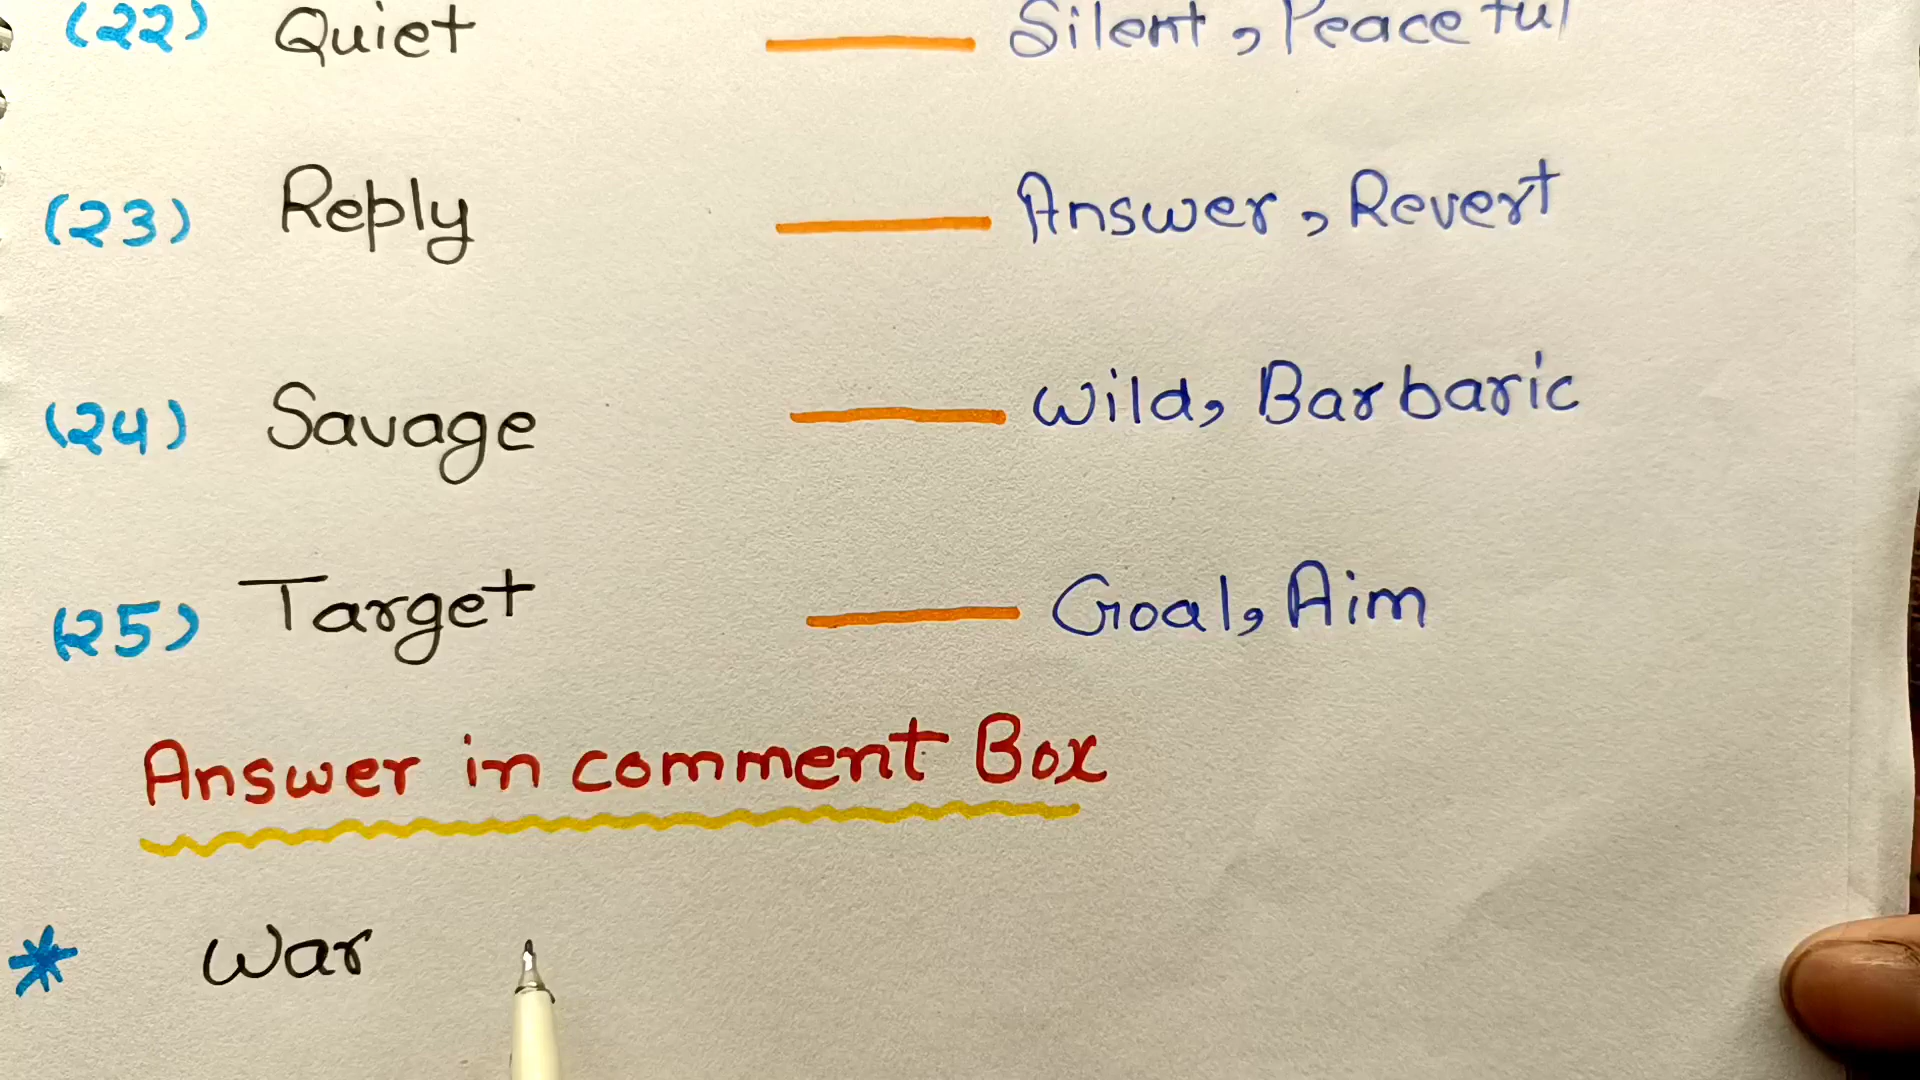 (22) Quiet — Silent, Peaceful
(23) Reply — Answer, Revert
(24) Savage — Wild, Barbaric
(25) Target — Goal, Aim
Answer in comment Box
* War